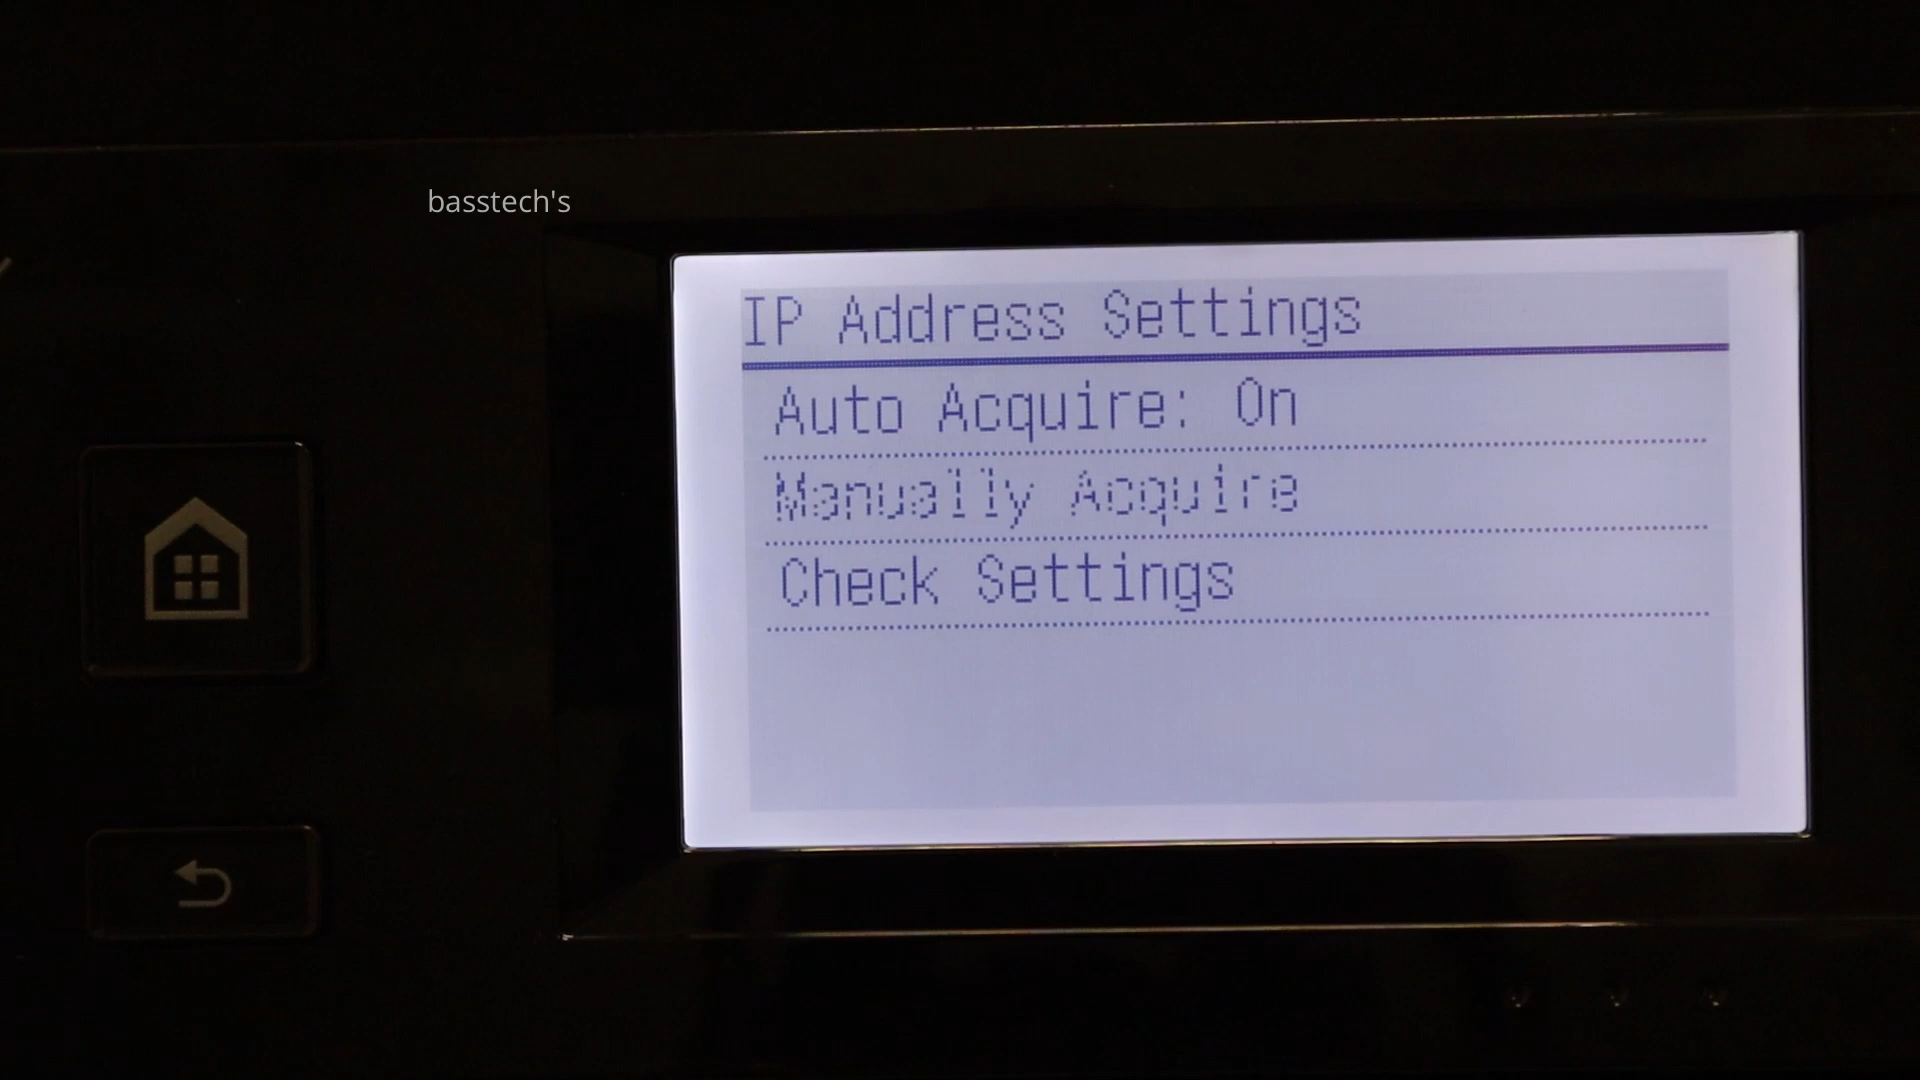 basstech's
IP Address Settings
Auto Acquire: On
Manually Acquire
Check Settings